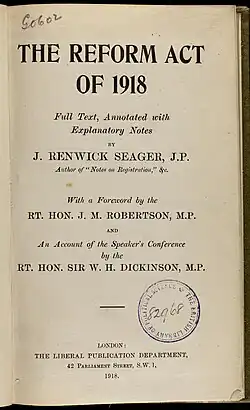 G0602
THE REFORM ACT
OF 1918
Full Text, Annotated with
Explanatory Notes
BY
J. RENWICK SEAGER, J.P.
Author of "Notes on Registration," &c.
With a Foreword by the
RT. HON. J. M. ROBERTSON, M.P.
AND
An Account of the Speaker's Conference
by the
RT. HON. SIR W. H. DICKINSON, M.P.
52968
LONDON:
THE LIBERAL PUBLICATION DEPARTMENT,
42 PARLIAMENT STREET, S.W. 1,
1918.